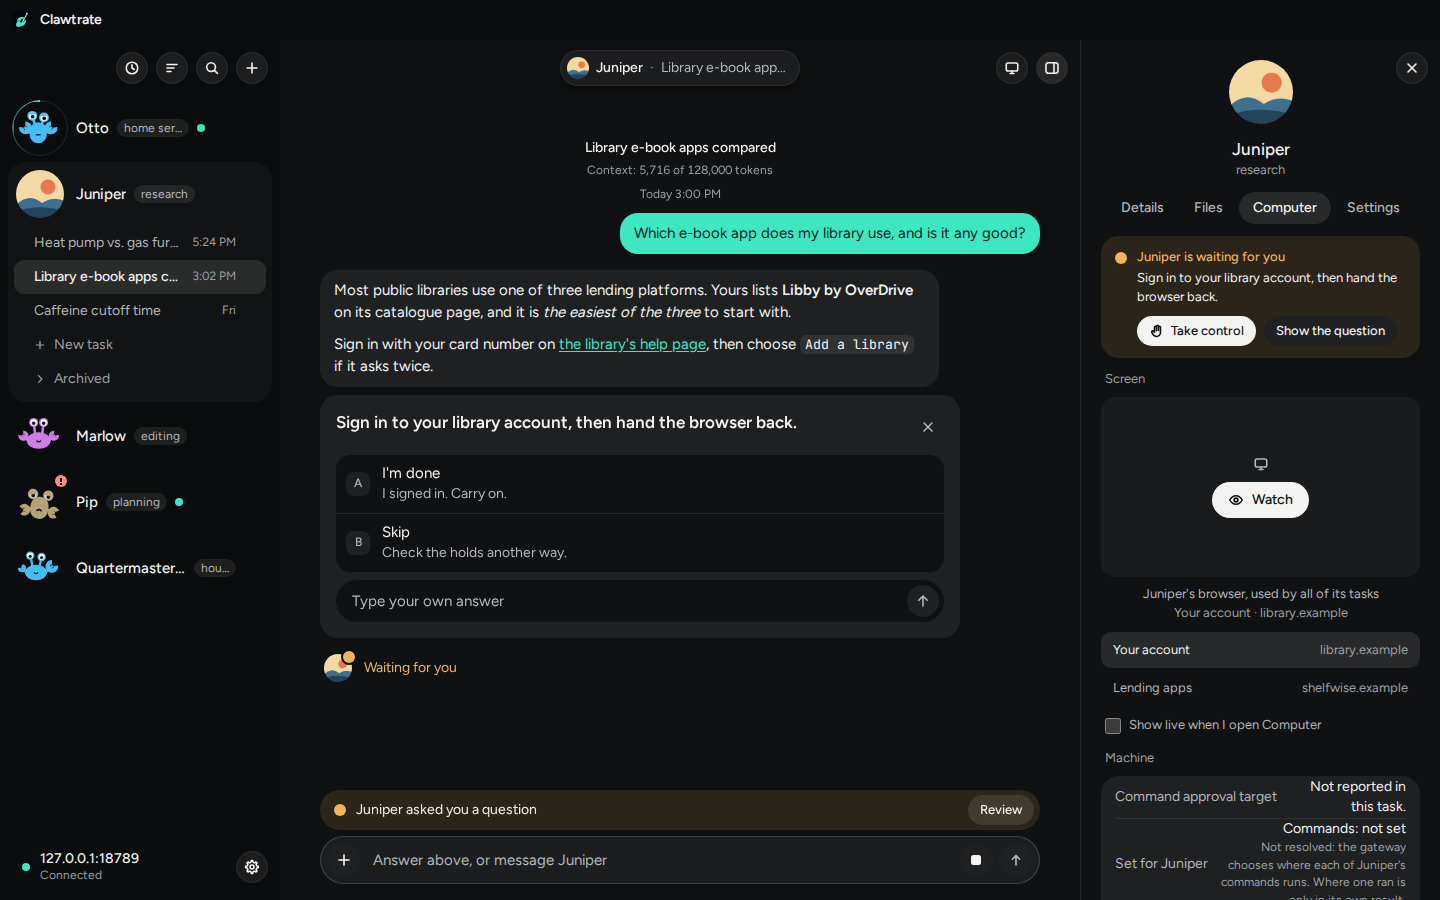 Clawtrate
Otto
home ser...
Juniper
research
Heat pump vs. gas fur...
5:24 PM
Library e-book apps c...
3:02 PM
Caffeine cutoff time
Fri
New task
Archived
Marlow
editing
Pip
planning
Quartermaster...
hou...
127.0.0.1:18789
Connected
Juniper · Library e-book app...
Library e-book apps compared
Context: 5,716 of 128,000 tokens
Today 3:00 PM
Which e-book app does my library use, and is it any good?
Most public libraries use one of three lending platforms. Yours lists Libby by OverDrive
on its catalogue page, and it is the easiest of the three to start with.
Sign in with your card number on the library's help page, then choose Add a library
if it asks twice.
Sign in to your library account, then hand the browser back.
A
I'm done
I signed in. Carry on.
B
Skip
Check the holds another way.
Type your own answer
Waiting for you
Juniper asked you a question
Review
Answer above, or message Juniper
Juniper
research
Details
Files
Computer
Settings
Juniper is waiting for you
Sign in to your library account, then hand the
browser back.
Take control
Show the question
Screen
Watch
Juniper's browser, used by all of its tasks
Your account · library.example
Your account
library.example
Lending apps
shelfwise.example
Show live when I open Computer
Machine
Command approval target
Not reported in
this task.
Set for Juniper
Commands: not set
Not resolved: the gateway
chooses where each of Juniper's
commands runs. Where one ran is
only in its own result.